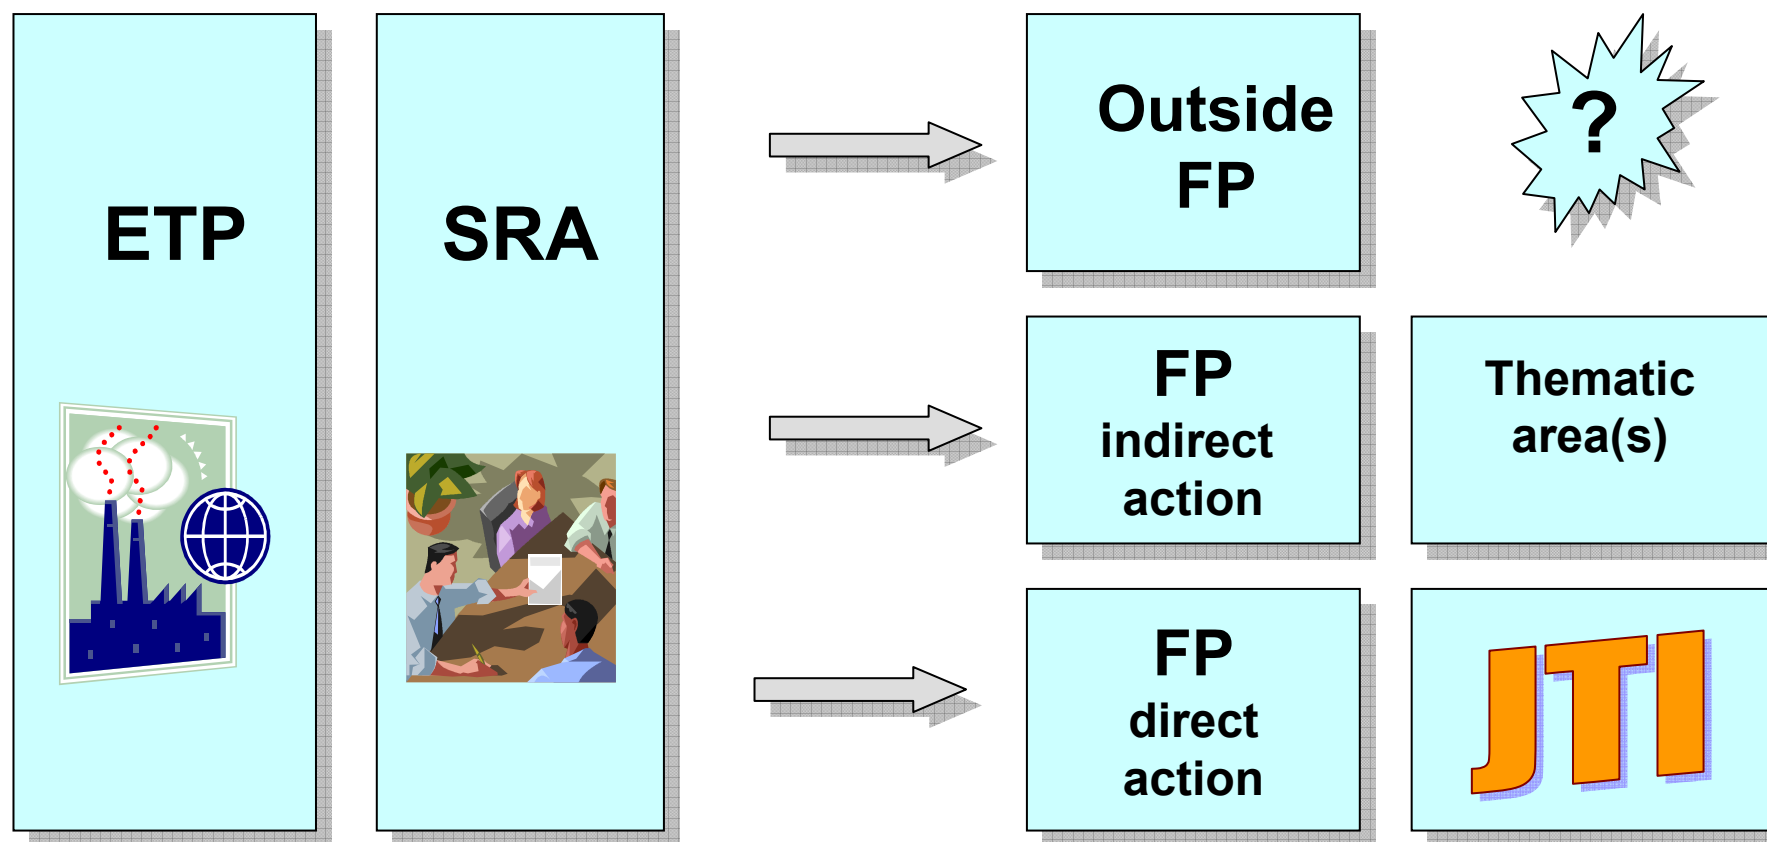 ETP
SRA
Outside
FP
?
FP
indirect
action
Thematic
area(s)
FP
direct
action
JTI